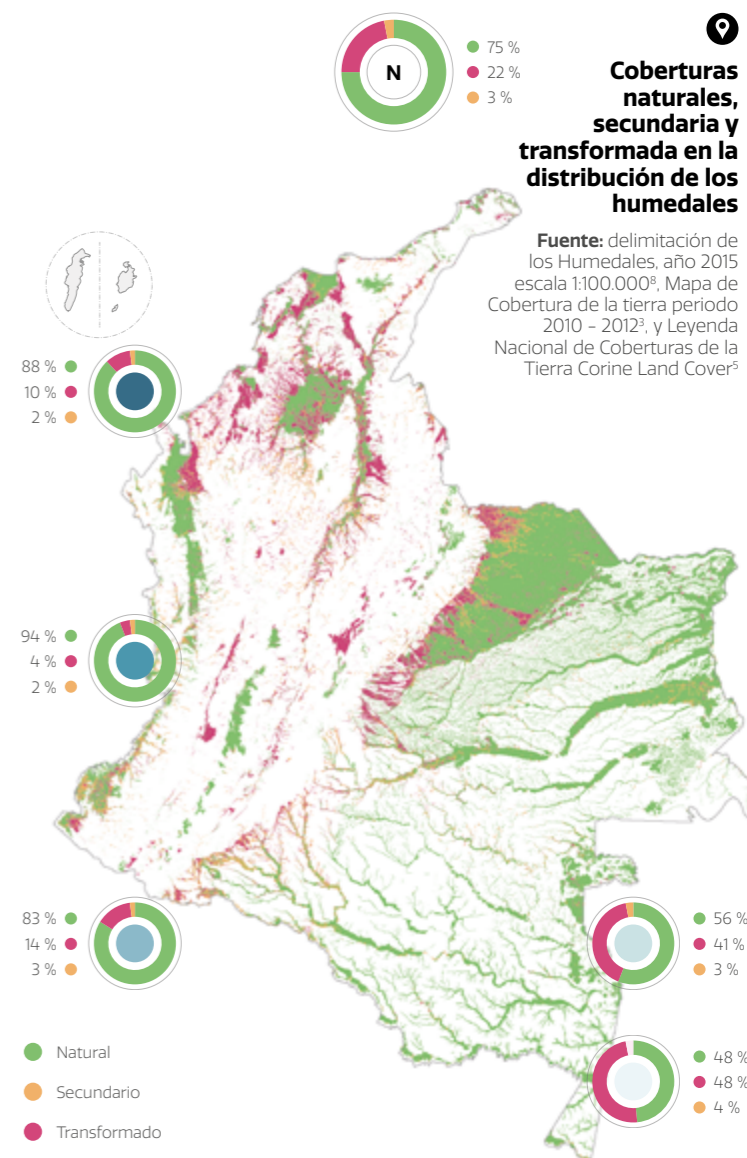 N
75 %
22 %
3 %
Coberturas
naturales,
secundaria y
transformada en la
distribución de los
humedales
Fuente: delimitación de
los Humedales, año 2015
escala 1:100.000⁸, Mapa de
Cobertura de la tierra periodo
2010 - 2012³, y Leyenda
Nacional de Coberturas de la
Tierra Corine Land Cover⁵
88 %
10 %
2 %
94 %
4 %
2 %
83 %
14 %
3 %
56 %
41 %
3 %
48 %
48 %
4 %
Natural
Secundario
Transformado